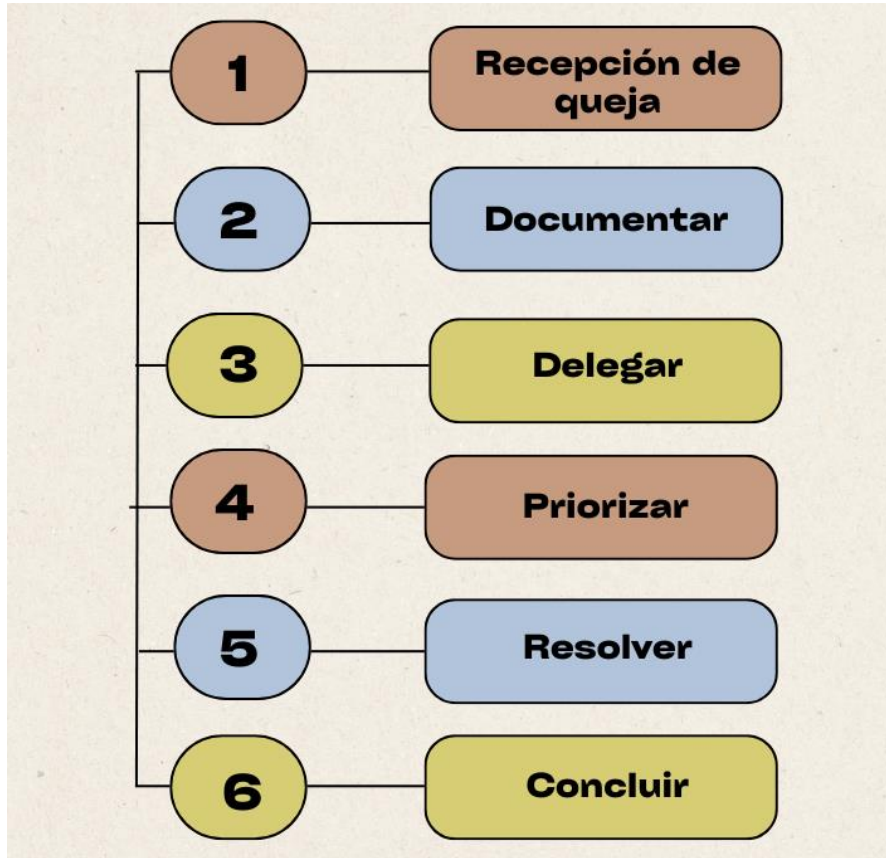 1
Recepción de
queja
2
Documentar
3
Delegar
4
Priorizar
5
Resolver
6
Concluir